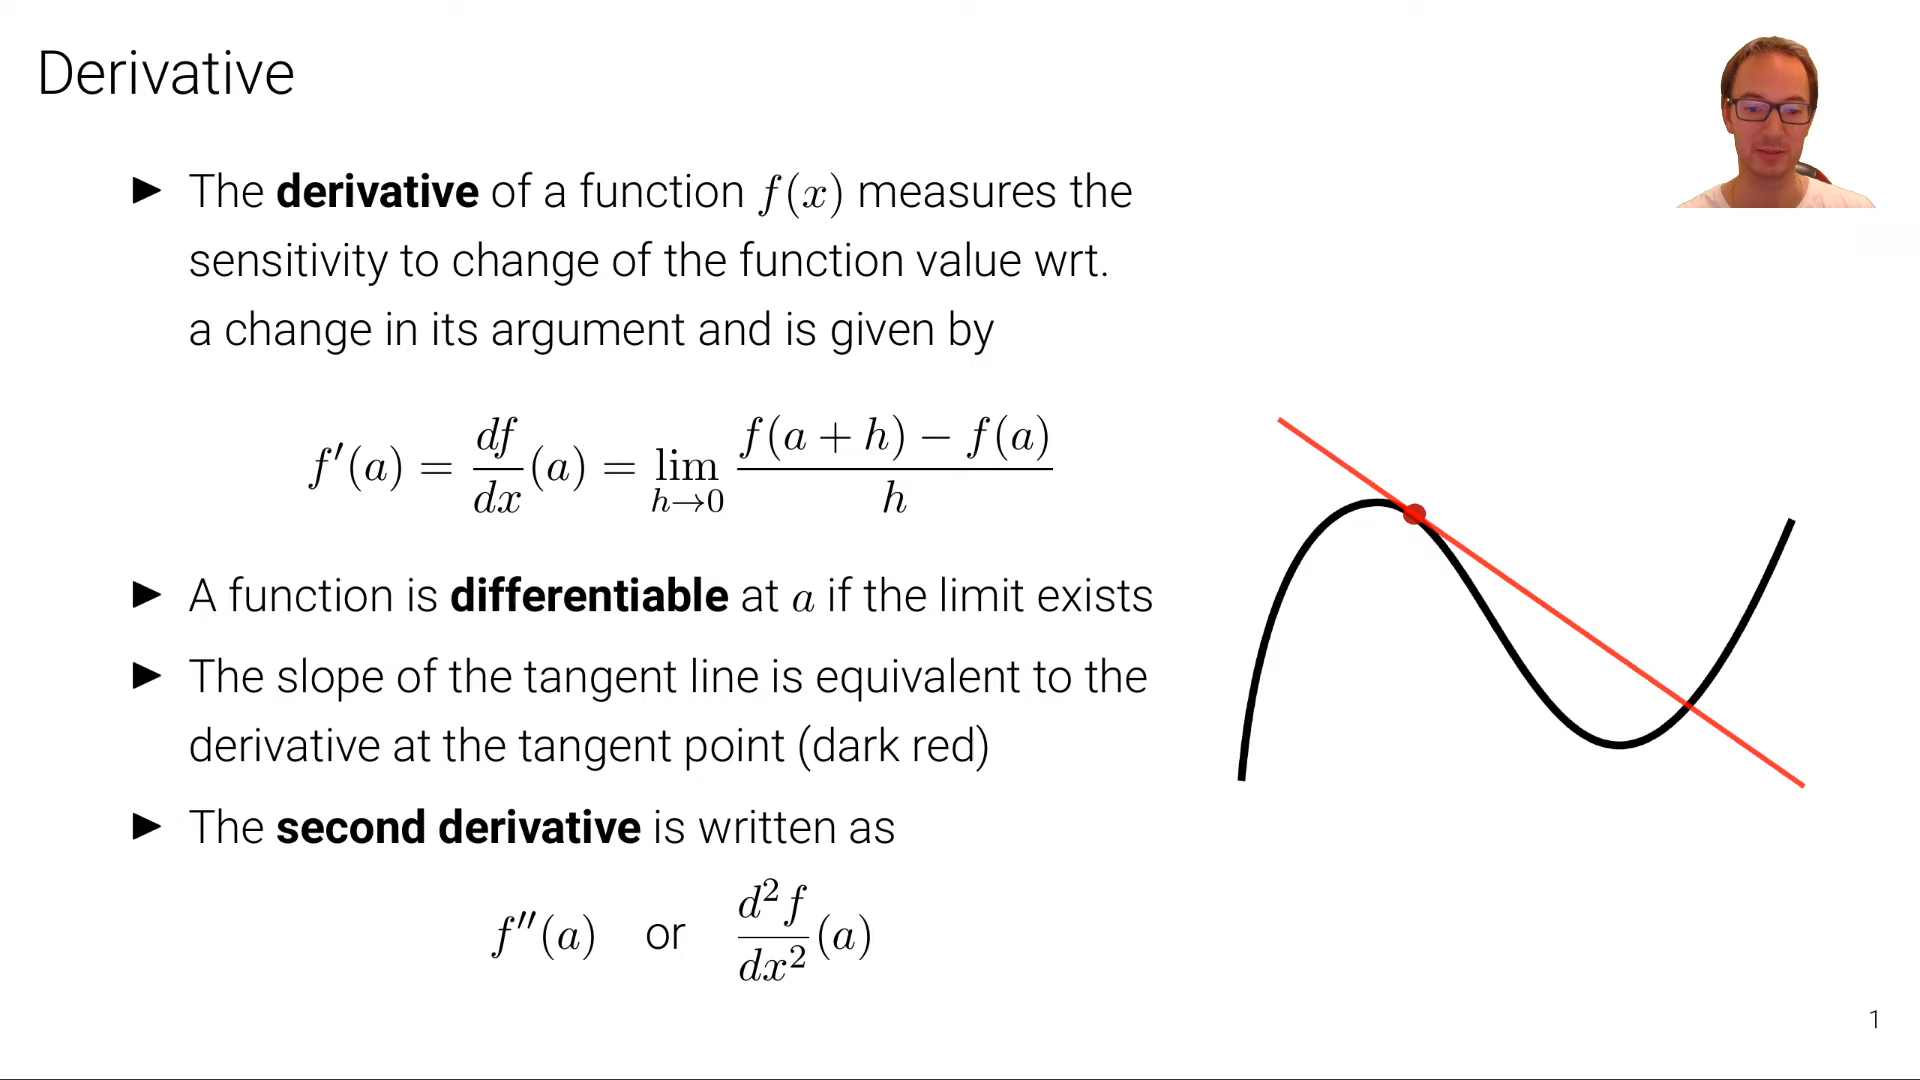 Derivative
► The derivative of a function f(x) measures the
sensitivity to change of the function value wrt.
a change in its argument and is given by
f′(a) = df/dx (a) = lim h→0 f(a + h) − f(a) / h
► A function is differentiable at a if the limit exists
► The slope of the tangent line is equivalent to the
derivative at the tangent point (dark red)
► The second derivative is written as
f″(a) or d²f/dx² (a)
1